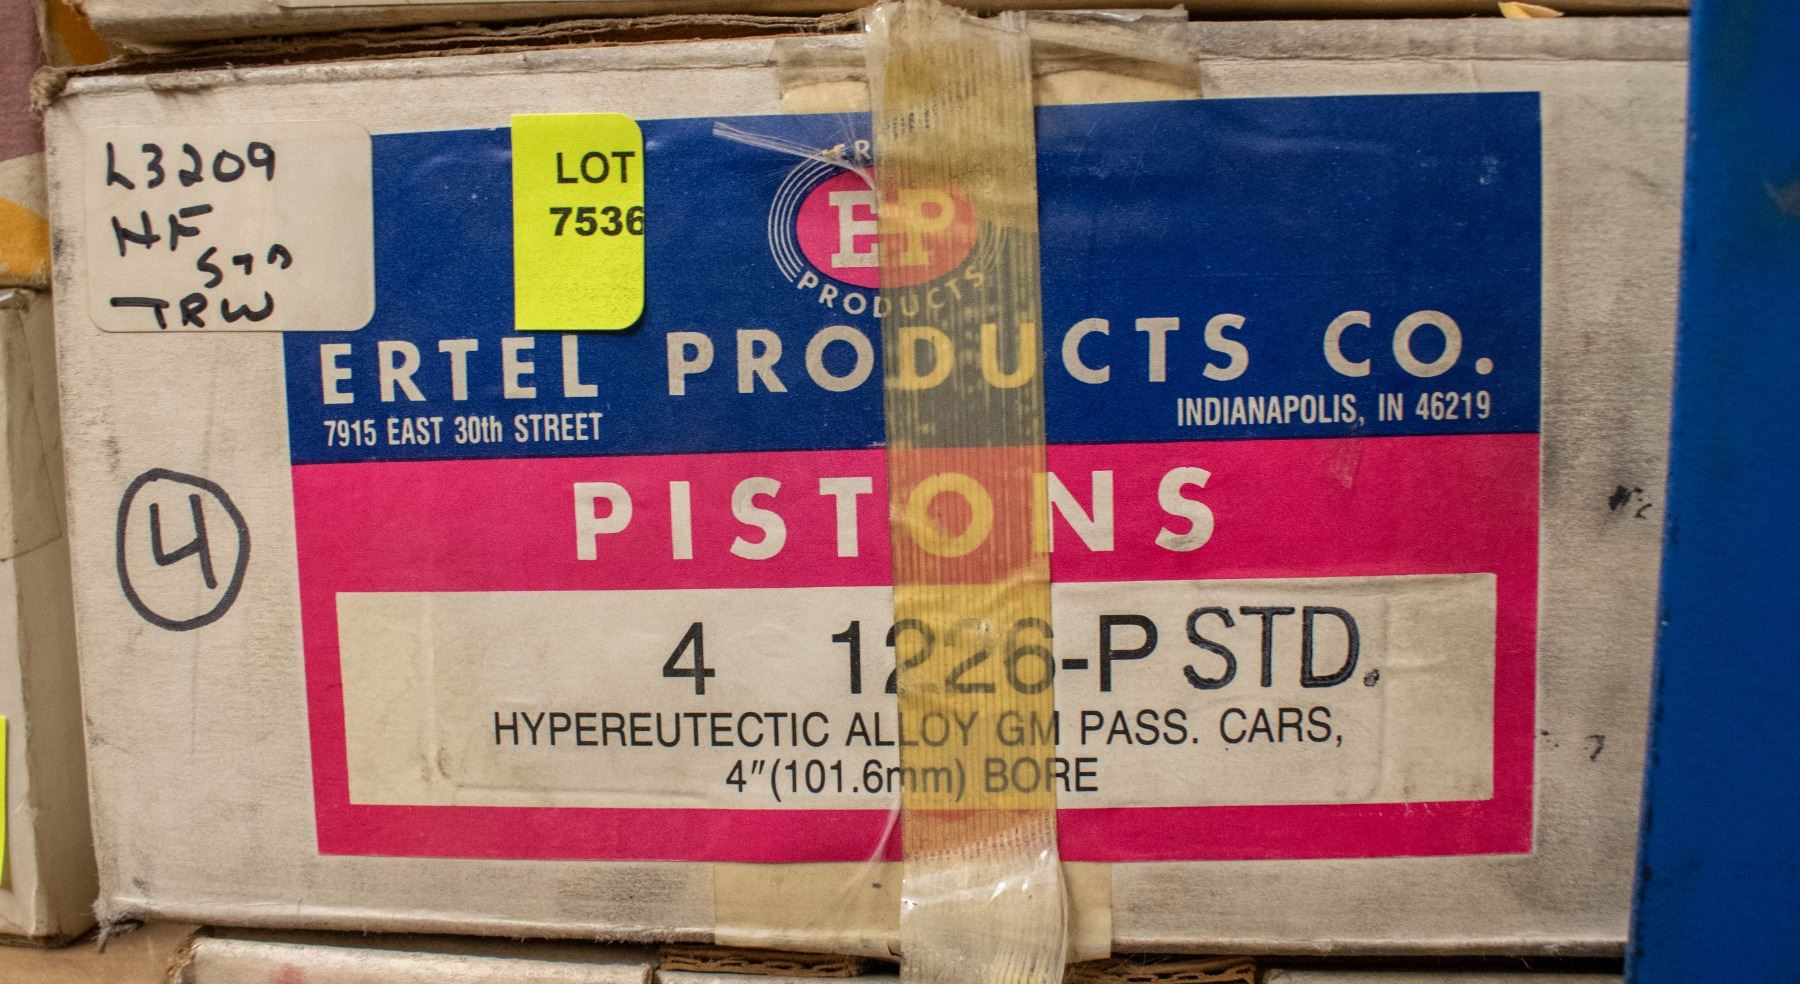 L3209
NF
STD
TRW
LOT
7536
EP
PRODUCTS
ERTEL PRODUCTS CO.
7915 EAST 30th STREET
INDIANAPOLIS, IN 46219
PISTONS
4
4 1226-P STD.
HYPEREUTECTIC ALLOY GM PASS. CARS,
4"(101.6mm) BORE